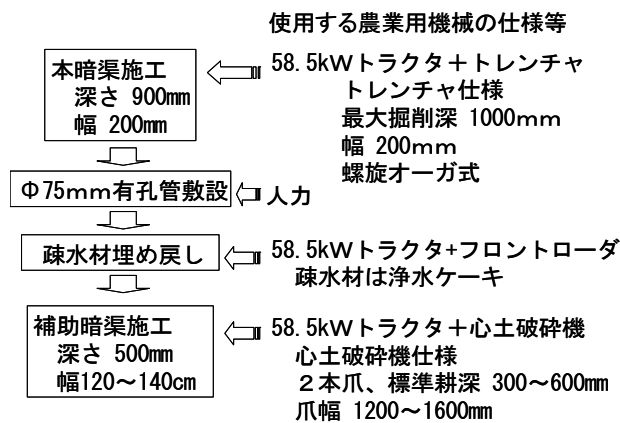 使用する農業用機械の仕様等
本暗渠施工
深さ 900mm
幅 200mm
58.5kWトラクタ+トレンチャ
トレンチャ仕様
最大掘削深 1000mm
幅 200mm
螺旋オーガ式
Φ75mm有孔管敷設
人力
疎水材埋め戻し
58.5kWトラクタ+フロントローダ
疎水材は浄水ケーキ
補助暗渠施工
深さ 500mm
幅120~140cm
58.5kWトラクタ+心土破砕機
心土破砕機仕様
2本爪、標準耕深 300~600mm
爪幅 1200~1600mm